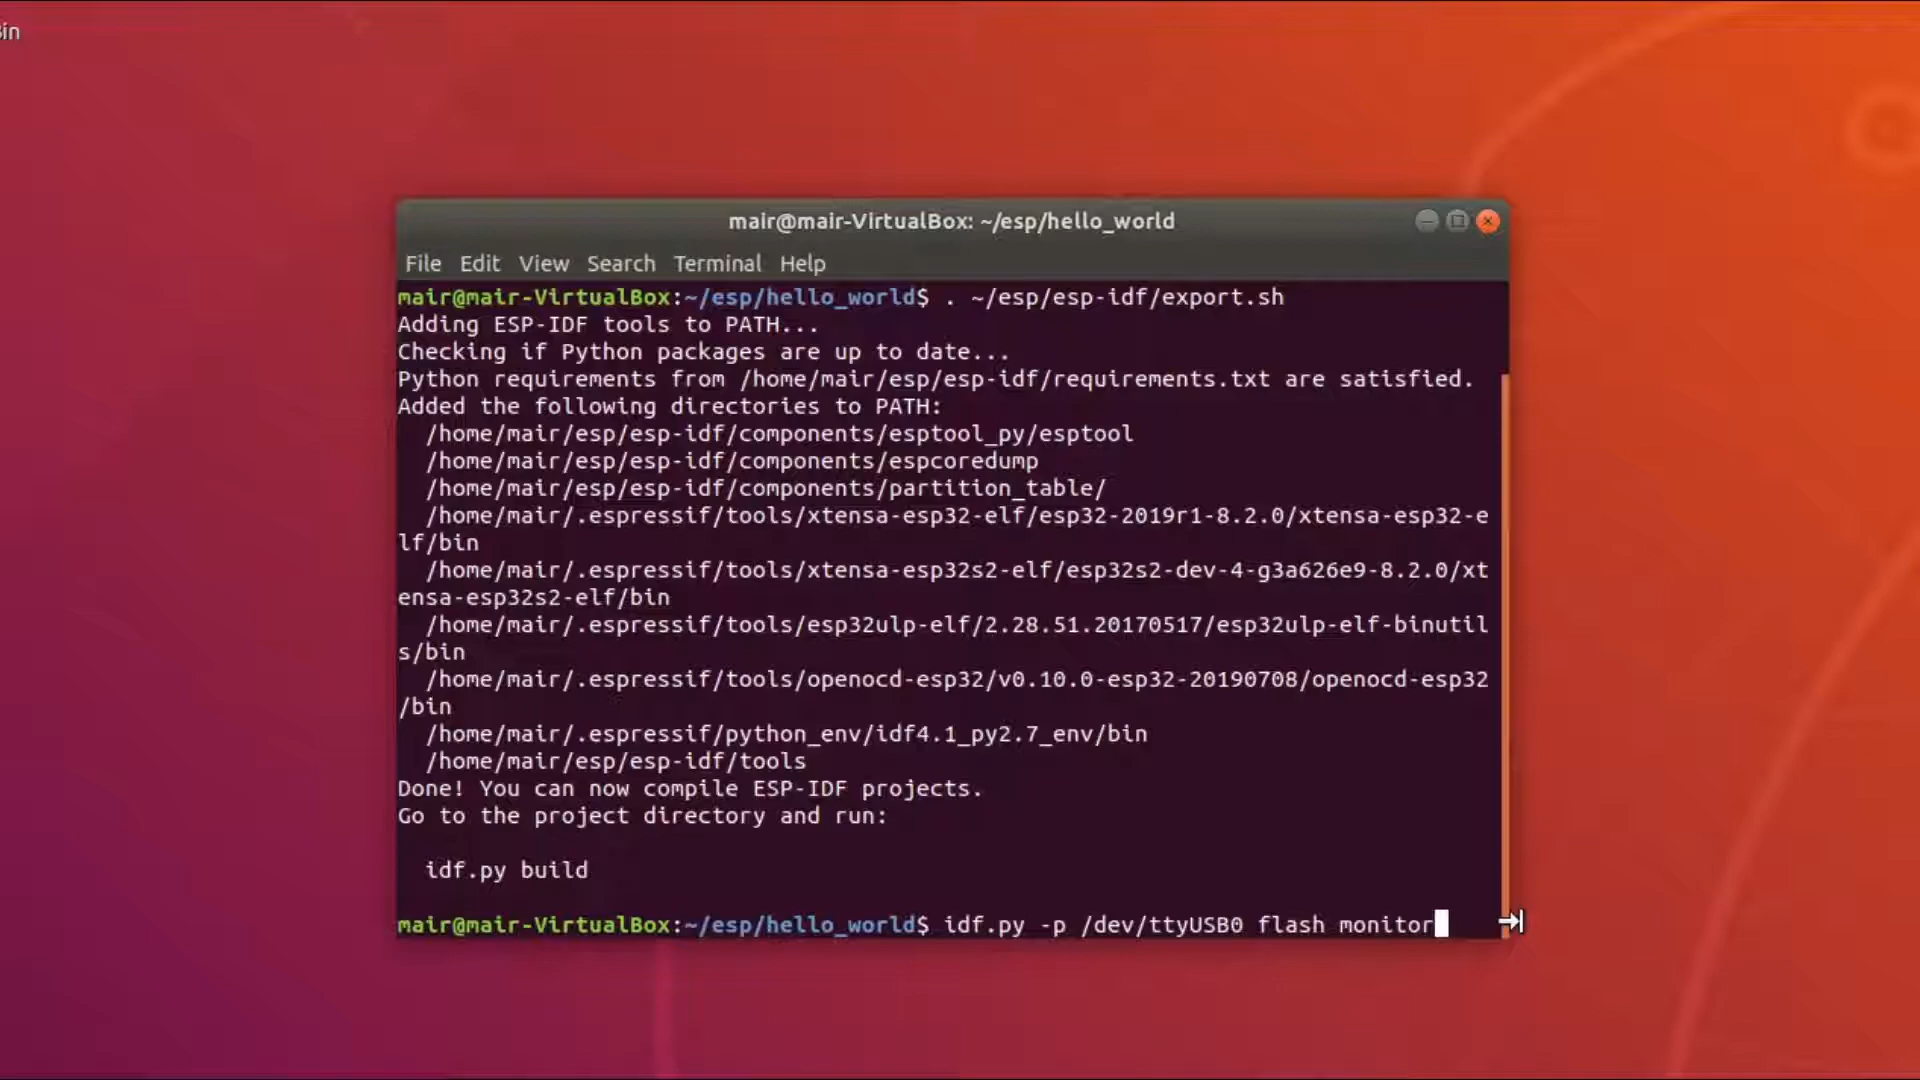 in
mair@mair-VirtualBox: ~/esp/hello_world
File Edit View Search Terminal Help
mair@mair-VirtualBox:~/esp/hello_world$ . ~/esp/esp-idf/export.sh
Adding ESP-IDF tools to PATH...
Checking if Python packages are up to date...
Python requirements from /home/mair/esp/esp-idf/requirements.txt are satisfied.
Added the following directories to PATH:
  /home/mair/esp/esp-idf/components/esptool_py/esptool
  /home/mair/esp/esp-idf/components/espcoredump
  /home/mair/esp/esp-idf/components/partition_table/
  /home/mair/.espressif/tools/xtensa-esp32-elf/esp32-2019r1-8.2.0/xtensa-esp32-e
lf/bin
  /home/mair/.espressif/tools/xtensa-esp32s2-elf/esp32s2-dev-4-g3a626e9-8.2.0/xt
ensa-esp32s2-elf/bin
  /home/mair/.espressif/tools/esp32ulp-elf/2.28.51.20170517/esp32ulp-elf-binutil
s/bin
  /home/mair/.espressif/tools/openocd-esp32/v0.10.0-esp32-20190708/openocd-esp32
/bin
  /home/mair/.espressif/python_env/idf4.1_py2.7_env/bin
  /home/mair/esp/esp-idf/tools
Done! You can now compile ESP-IDF projects.
Go to the project directory and run:
  idf.py build
mair@mair-VirtualBox:~/esp/hello_world$ idf.py -p /dev/ttyUSB0 flash monitor